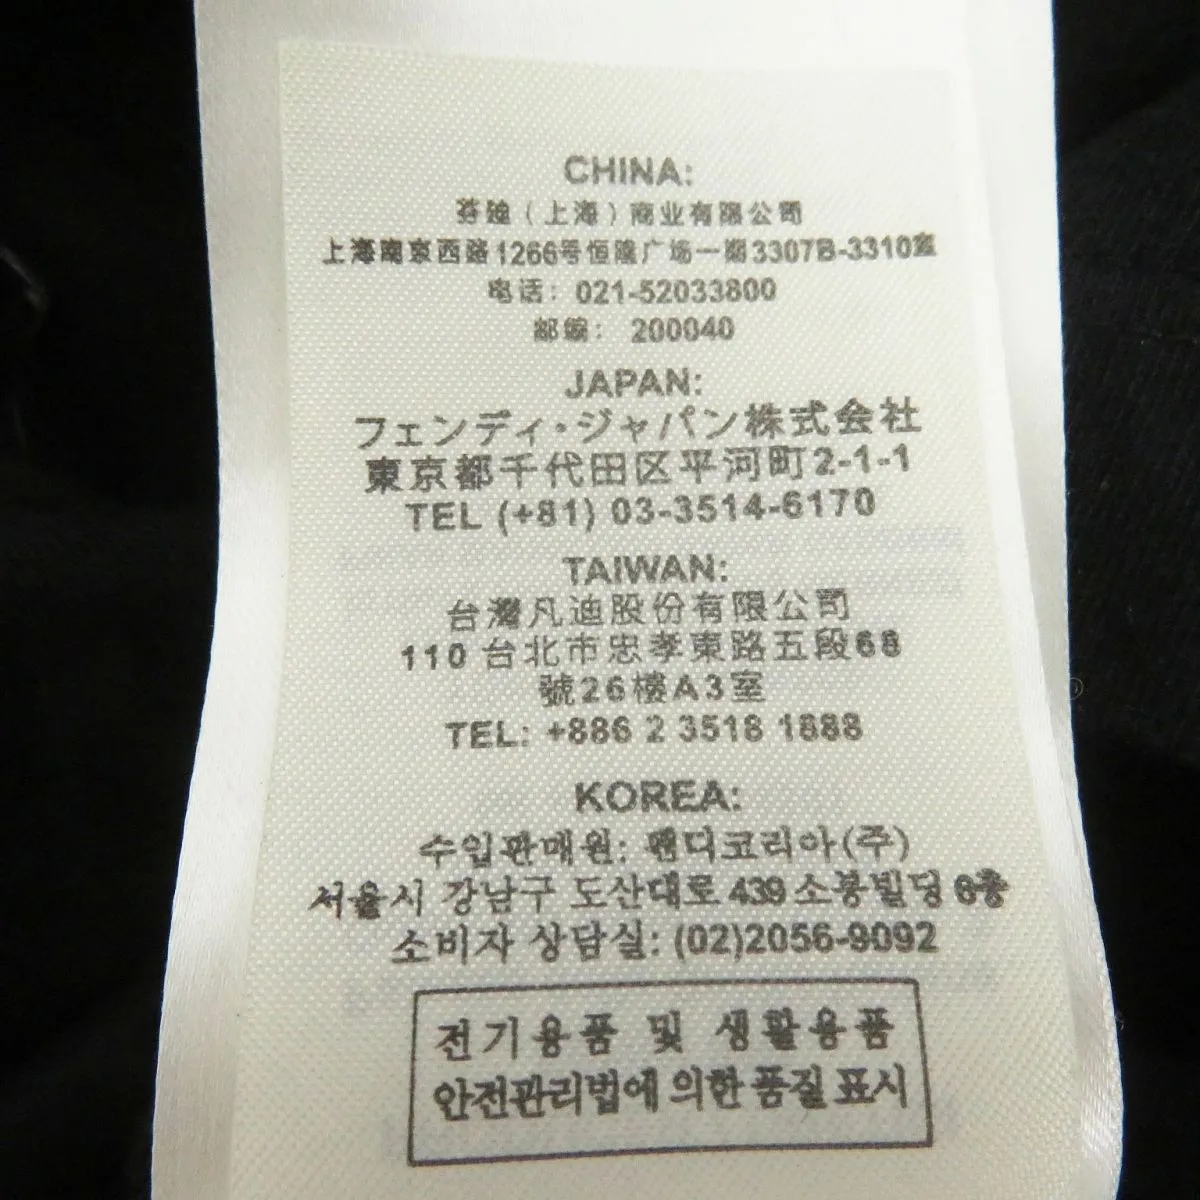 CHINA:
芬迪（上海）商业有限公司
上海南京西路1266号恒隆广场一期3307B-3310室
电话：021-52033800
邮编：200040
JAPAN:
フェンディ・ジャパン株式会社
東京都千代田区平河町2-1-1
TEL (+81) 03-3514-6170
TAIWAN:
台灣凡迪股份有限公司
110 台北市忠孝東路五段68
號26樓A3室
TEL: +886 2 3518 1888
KOREA:
수입판매원: 펜디코리아(주)
서울시 강남구 도산대로 439 소봉빌딩 6층
소비자 상담실: (02)2056-9092
전기용품 및 생활용품
안전관리법에 의한 품질 표시